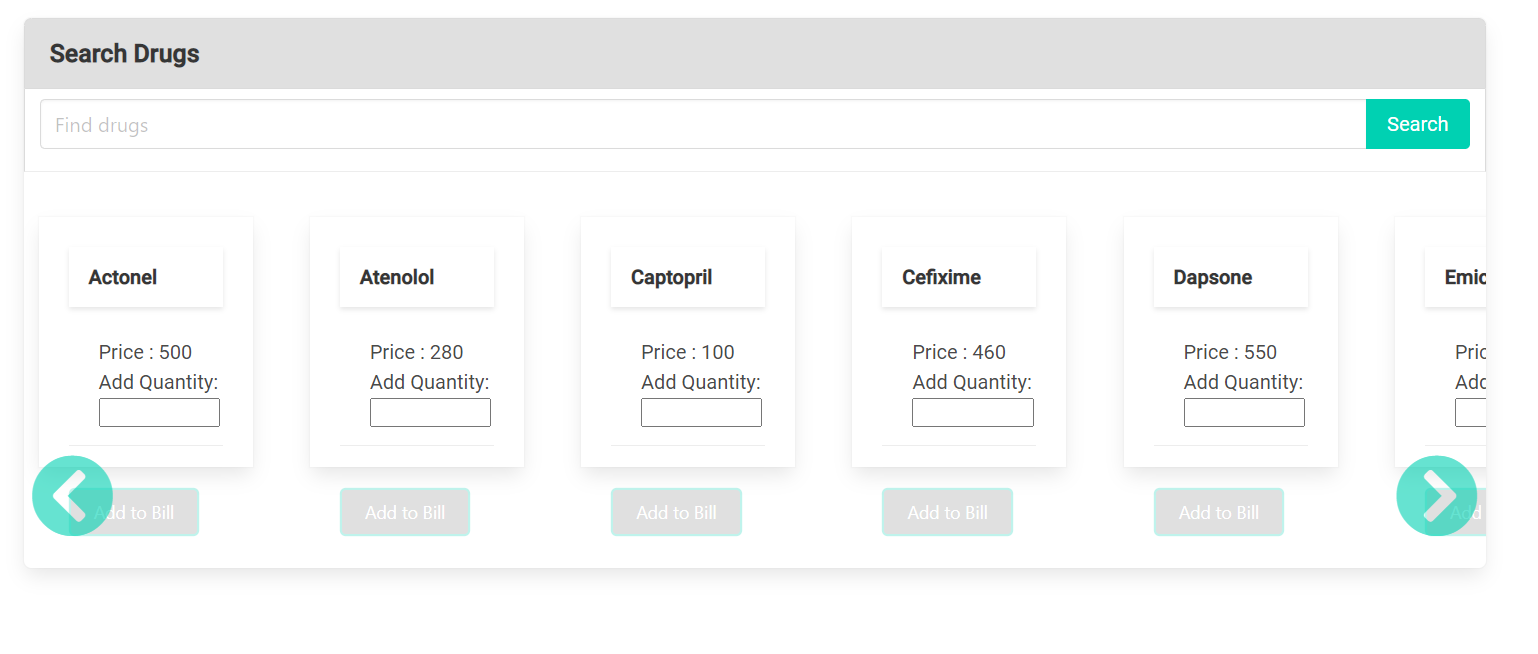 Search Drugs
Find drugs
Search
Actonel
Price : 500
Add Quantity:
Add to Bill
Atenolol
Price : 280
Add Quantity:
Add to Bill
Captopril
Price : 100
Add Quantity:
Add to Bill
Cefixime
Price : 460
Add Quantity:
Add to Bill
Dapsone
Price : 550
Add Quantity:
Add to Bill
Add